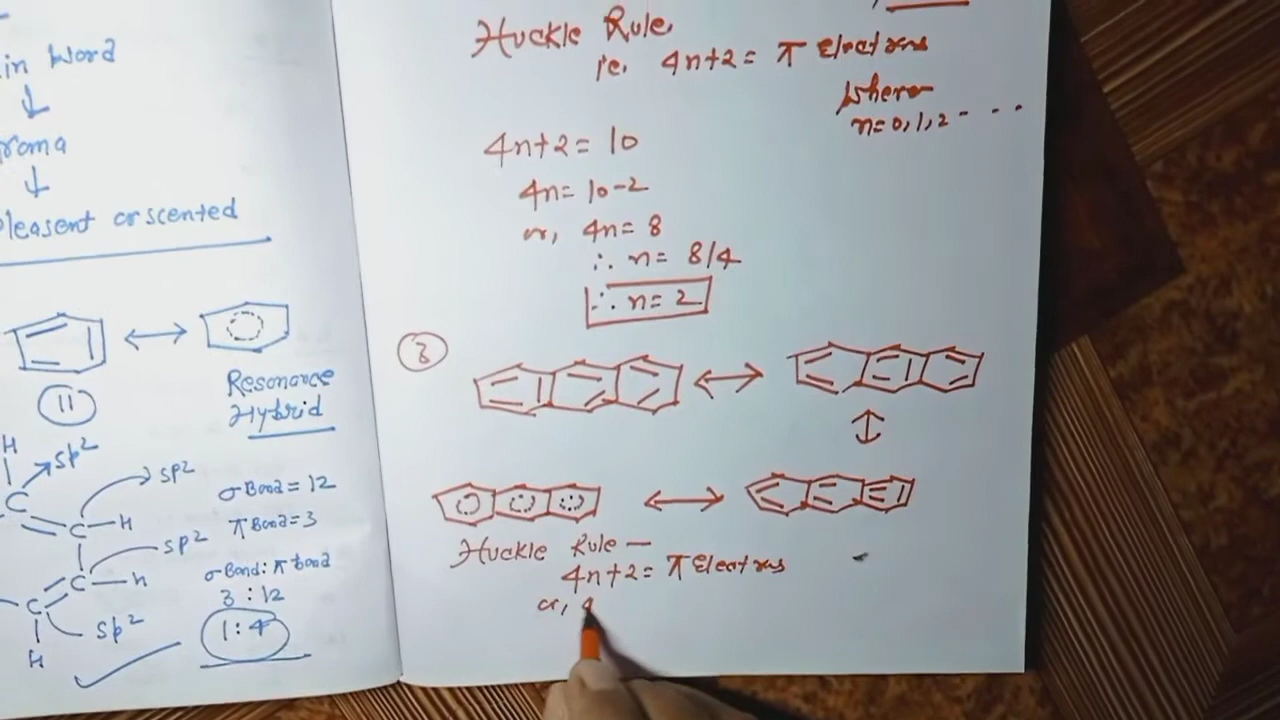 in Word
↓
roma
↓
Pleasent or scented
↔
11
Resonance
Hybrid
H
sp²
C
sp²
σ Bond = 12
C—H
π Bond = 3
sp²
C—h
σ Bond : π bond
3 : 12
C
sp²
1 : 4
H
Huckle Rule
i.e. 4n+2 = π Electrons
Where
n=0,1,2 - - - -
4n+2 = 10
4n = 10-2
or, 4n = 8
∴ n = 8/4
∴ n = 2
3
↔
↕
↔
Huckle Rule —
4n+2 = π Electrons
or, 4